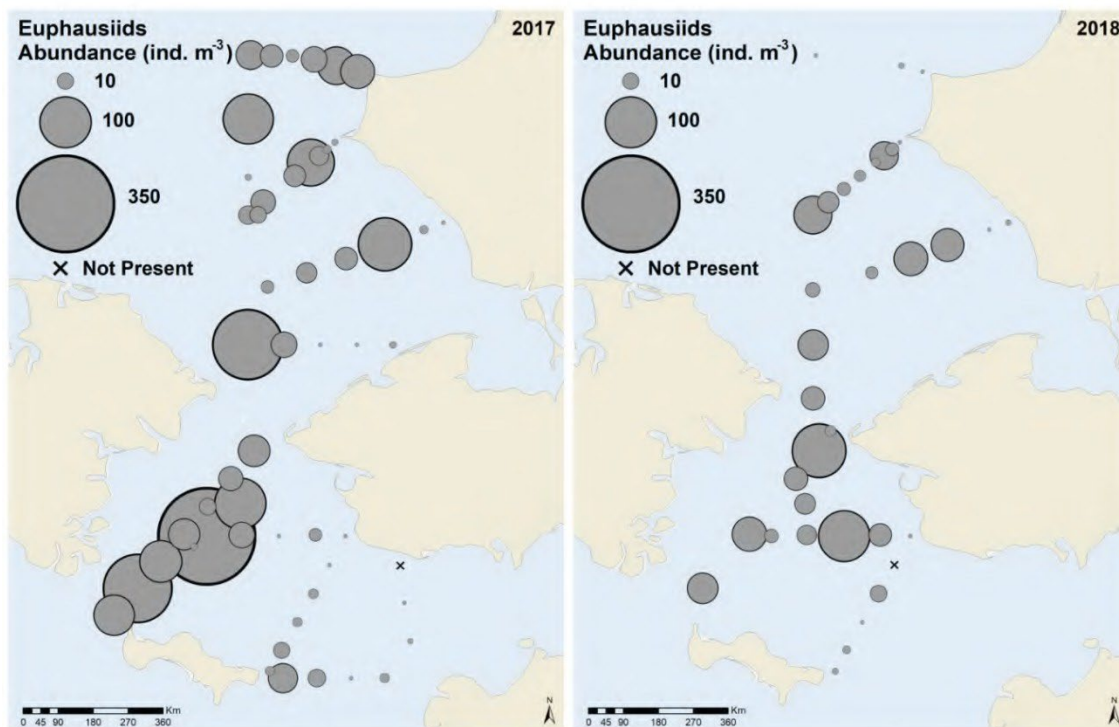 Euphausiids
Abundance (ind. m⁻³)
2017
10
100
350
× Not Present
Km
0 45 90 180 270 360
N
Euphausiids
Abundance (ind. m⁻³)
2018
10
100
350
× Not Present
Km
0 45 90 180 270 360
N